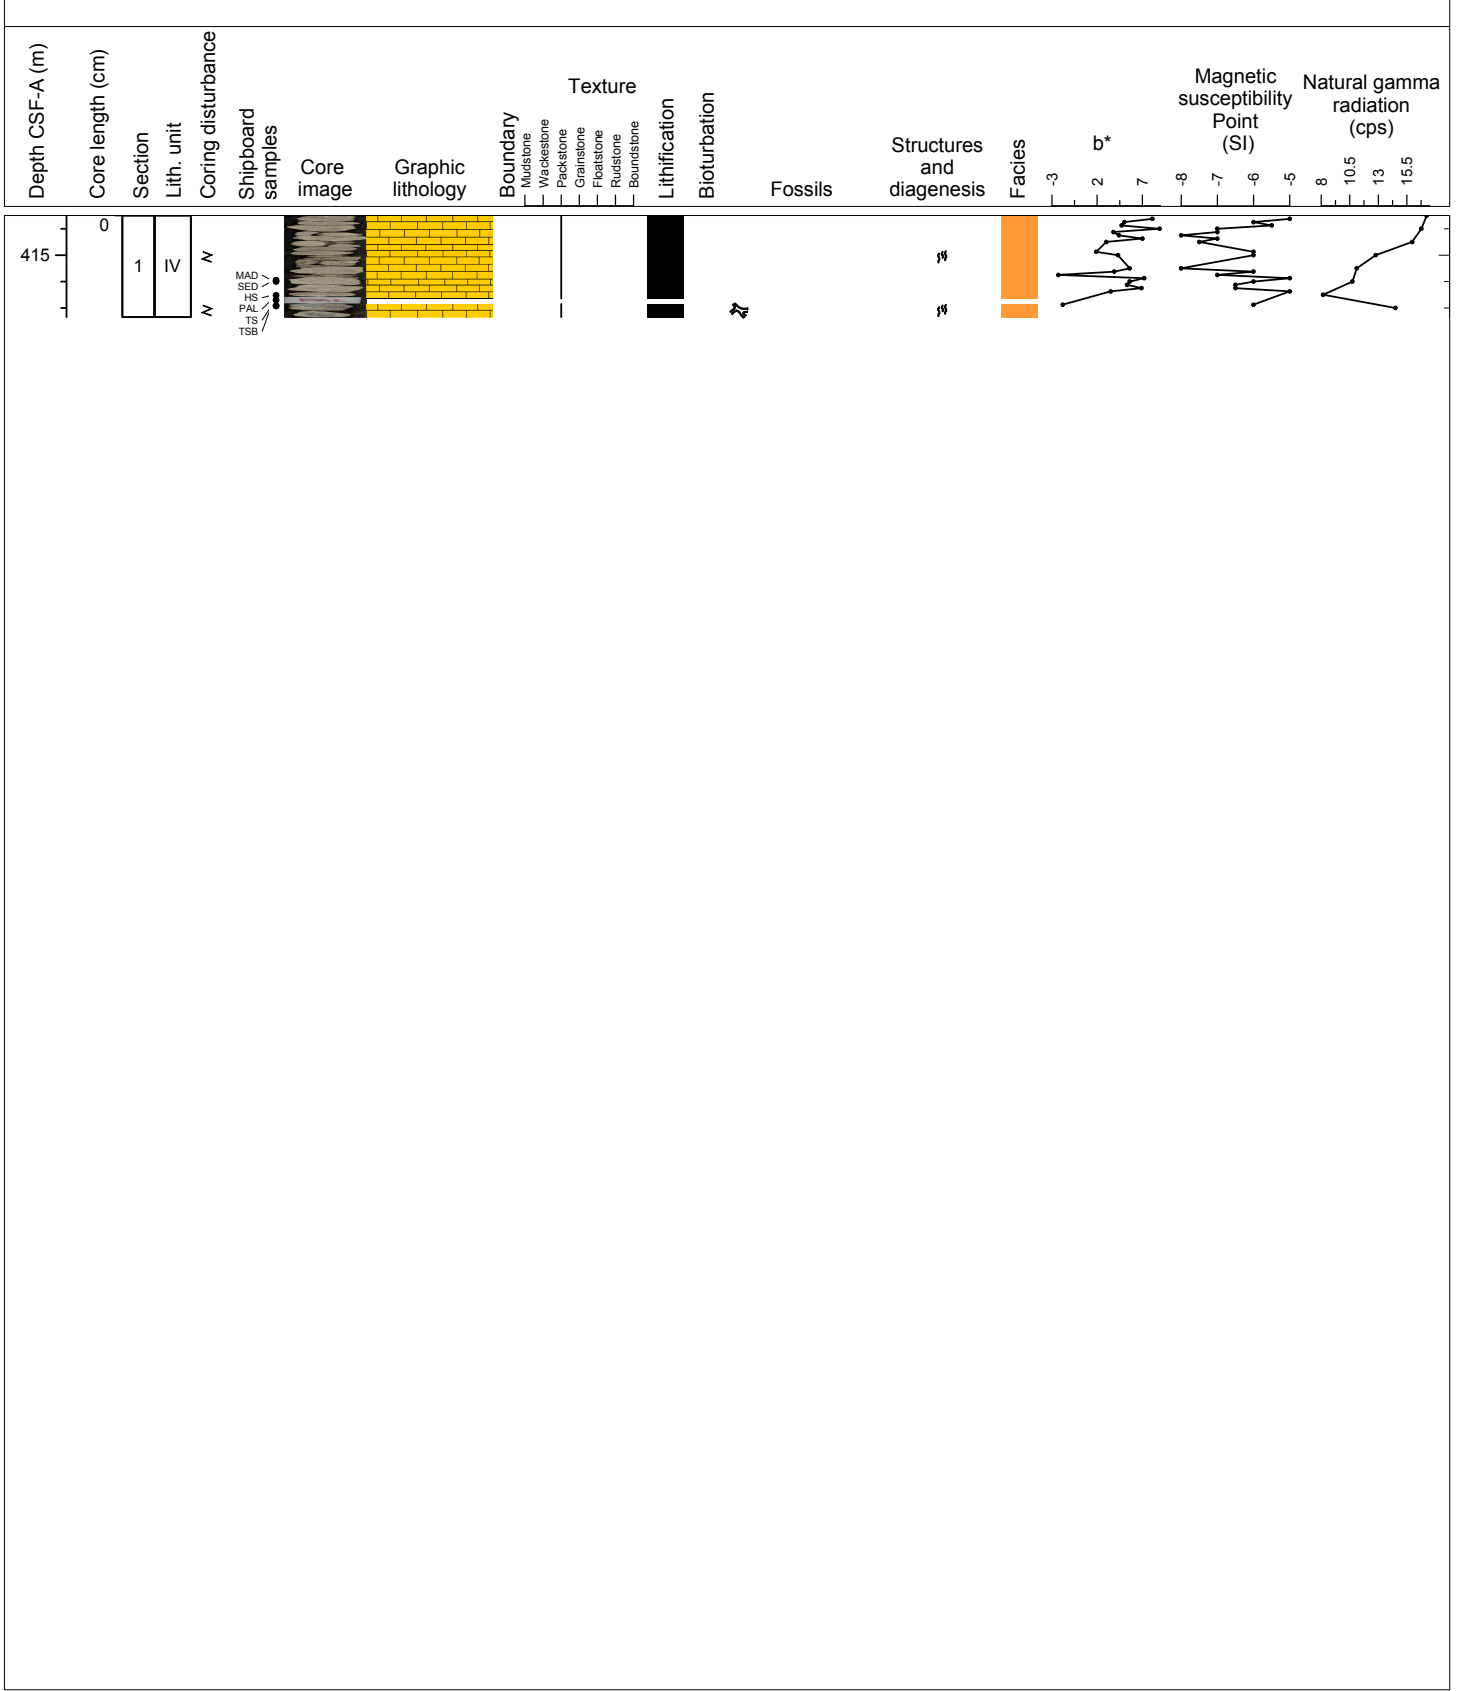 Depth CSF-A (m)
Core length (cm)
Section
Lith. unit
Coring disturbance
Shipboard
samples
Core
image
Graphic
lithology
Boundary
Texture
Mudstone
Wackestone
Packstone
Grainstone
Floatstone
Rudstone
Boundstone
Lithification
Bioturbation
Fossils
Structures
and
diagenesis
Facies
b*
-3
2
7
Magnetic
susceptibility
Point
(SI)
-8
-7
-6
-5
Natural gamma
radiation
(cps)
8
10.5
13
15.5
0
415
1
IV
MAD
SED
HS
PAL
TS
TSB